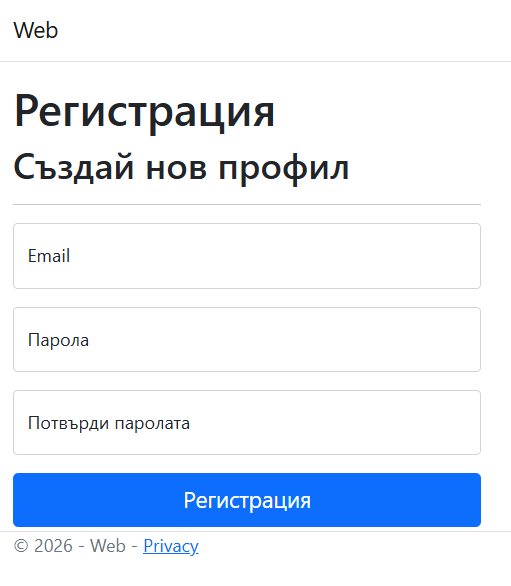 Web
Регистрация
Създай нов профил
Email
Парола
Потвърди паролата
Регистрация
© 2026 - Web - Privacy